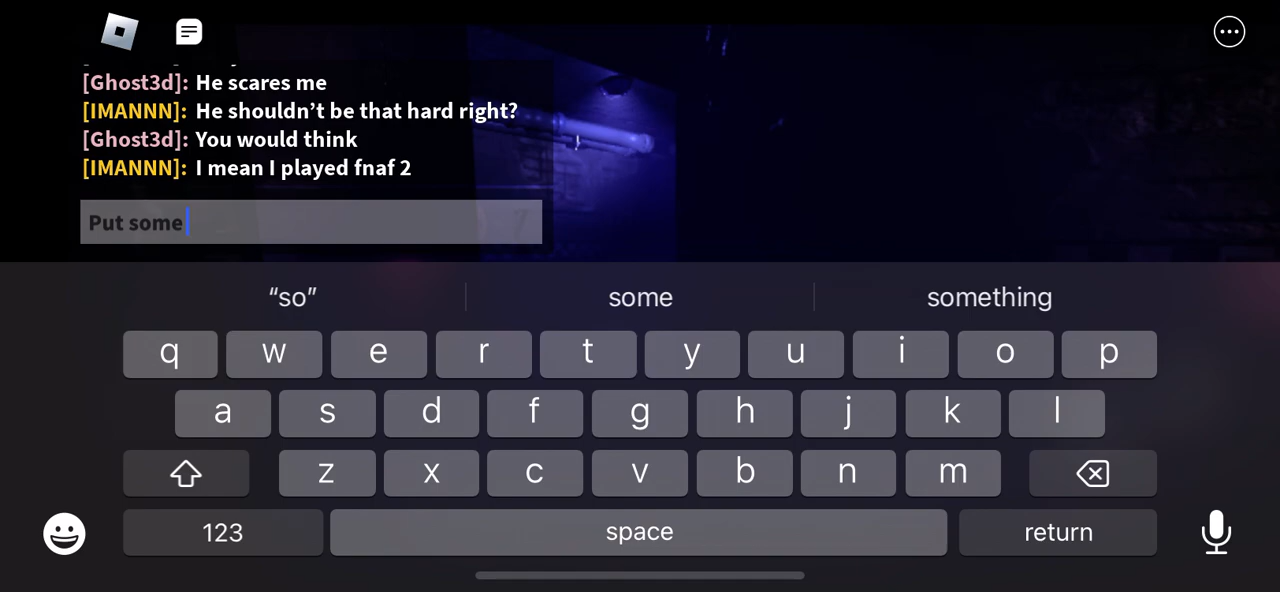 [Ghost3d]: He scares me
[IMANNN]: He shouldn't be that hard right?
[Ghost3d]: You would think
[IMANNN]: I mean I played fnaf 2
Put some
“so” some something
q w e r t y u i o p
a s d f g h j k l
z x c v b n m
123 space return